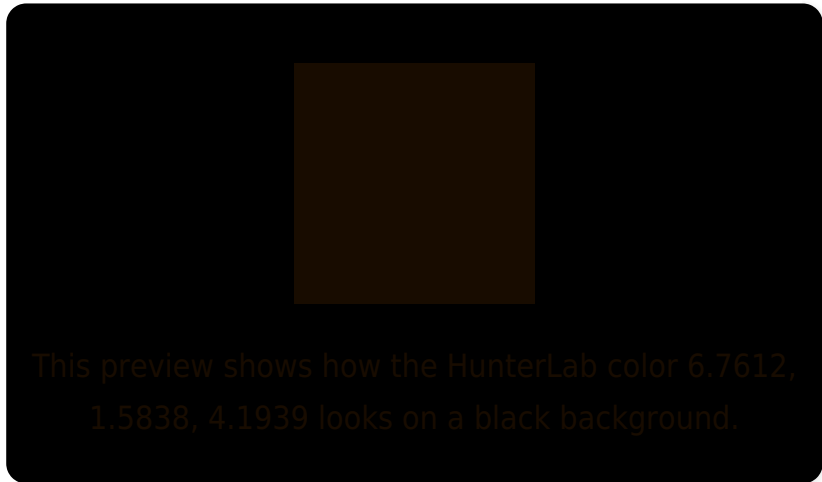 This preview shows how the HunterLab color 6.7612,
1.5838, 4.1939 looks on a black background.